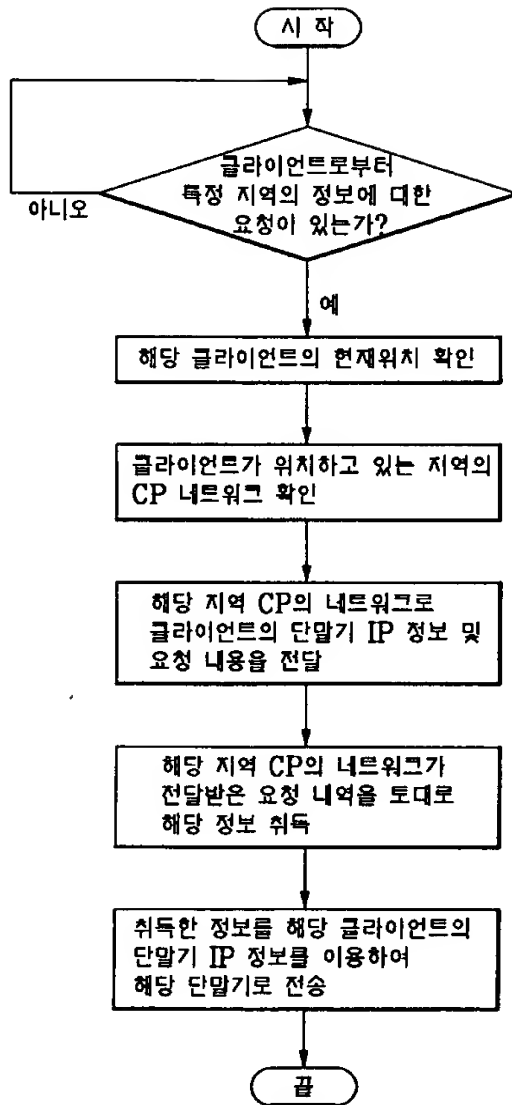 시 작
클라이언트로부터
특정 지역의 정보에 대한
요청이 있는가?
아니오
예
해당 클라이언트의 현재위치 확인
클라이언트가 위치하고 있는 지역의
CP 네트워크 확인
해당 지역 CP의 네트워크로
클라이언트의 단말기 IP 정보 및
요청 내용을 전달
해당 지역 CP의 네트워크가
전달받은 요청 내역을 토대로
해당 정보 취득
취득한 정보를 해당 클라이언트의
단말기 IP 정보를 이용하여
해당 단말기로 전송
끝